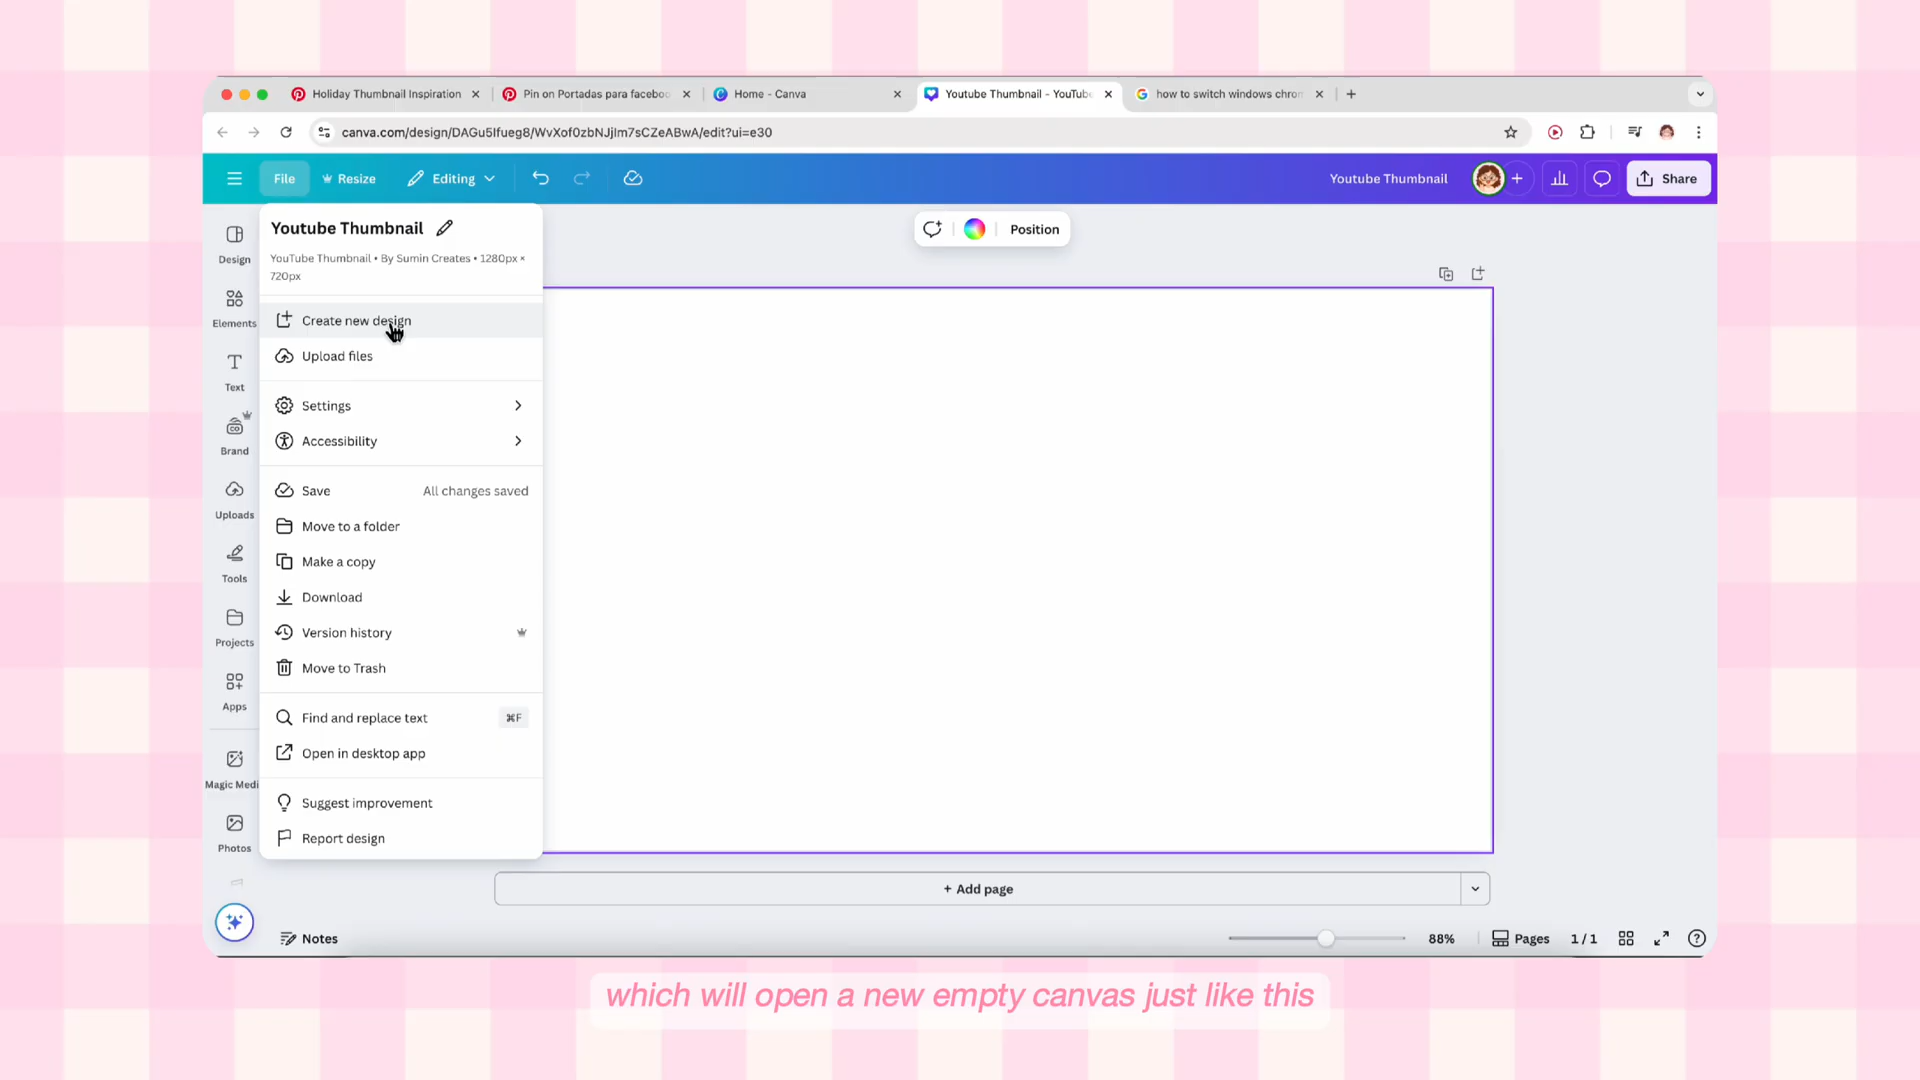 Holiday Thumbnail Inspiration
Pin on Portadas para faceboo
Home - Canva
Youtube Thumbnail - YouTube
how to switch windows chrom
canva.com/design/DAGu5Ifueg8/WvXof0zbNJjIm7sCZeABwA/edit?ui=e30
File
Resize
Editing
Youtube Thumbnail
Share
Youtube Thumbnail
YouTube Thumbnail • By Sumin Creates • 1280px ×
720px
Position
Design
Elements
Text
Brand
Uploads
Tools
Projects
Apps
Magic Medi
Photos
Create new design
Upload files
Settings
Accessibility
Save All changes saved
Move to a folder
Make a copy
Download
Version history
Move to Trash
Find and replace text ⌘F
Open in desktop app
Suggest improvement
Report design
+ Add page
Notes
88%
Pages
1 / 1
which will open a new empty canvas just like this